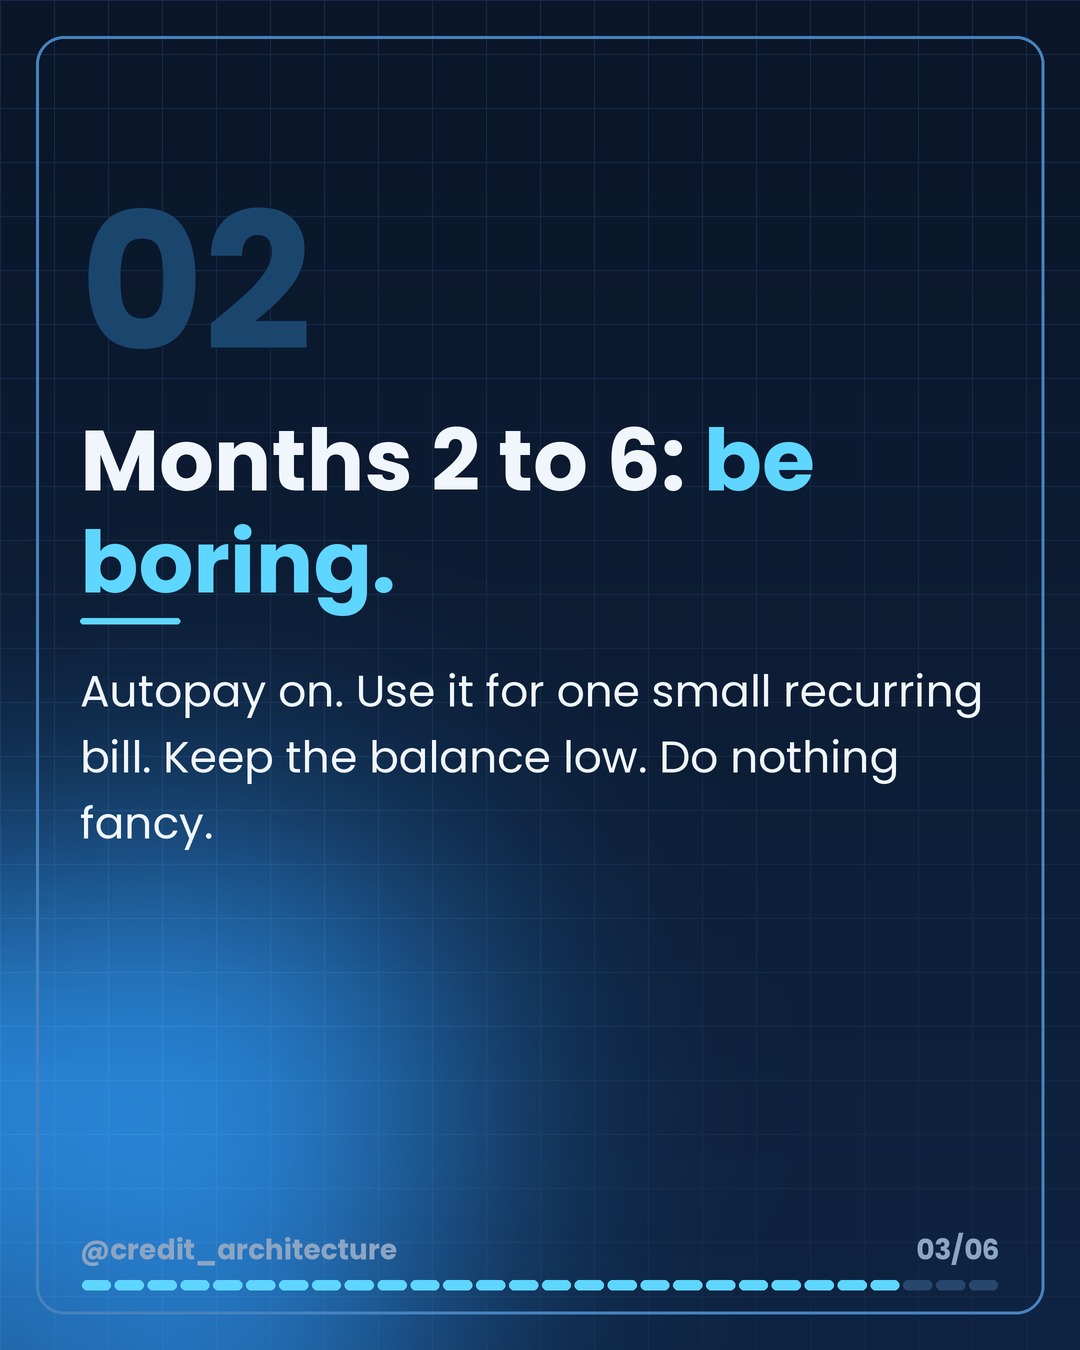 02
Months 2 to 6: be
boring.
Autopay on. Use it for one small recurring
bill. Keep the balance low. Do nothing
fancy.
@credit_architecture
03/06